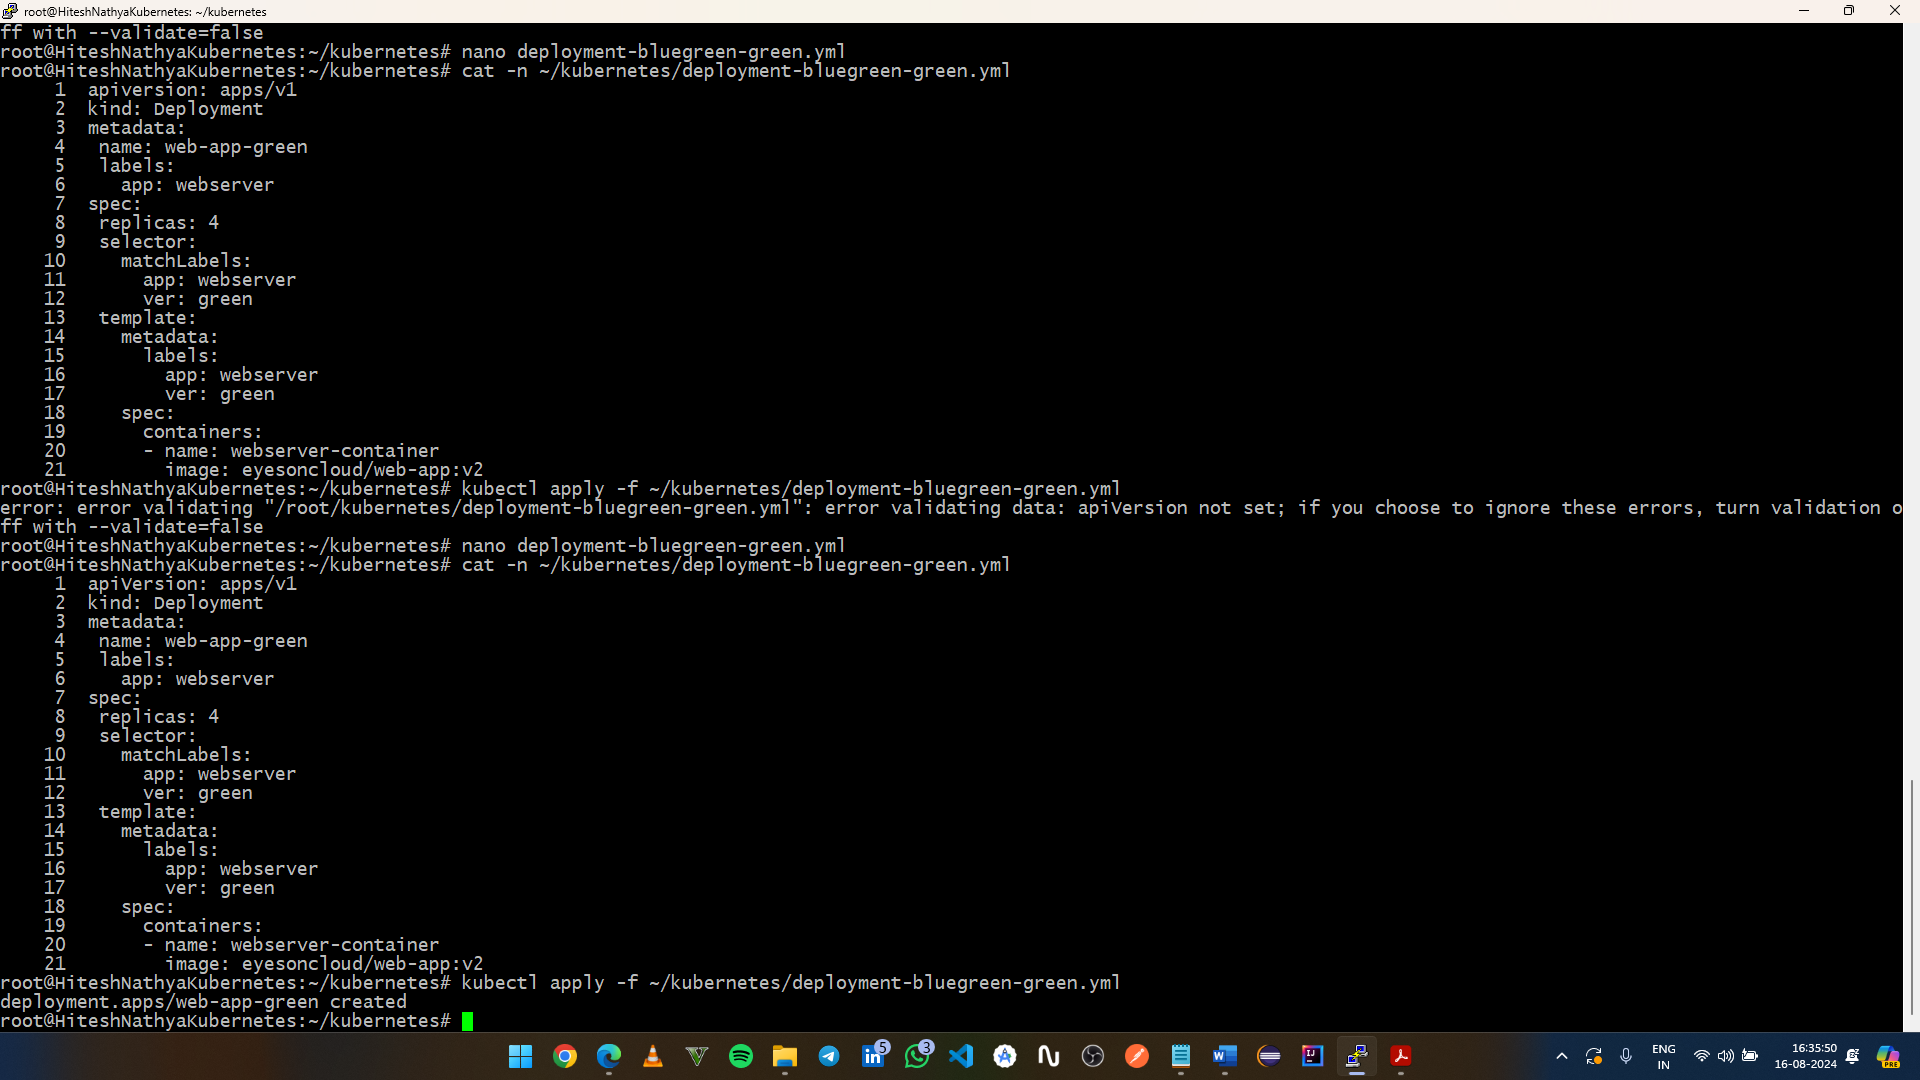 root@HiteshNathyaKubernetes: ~/kubernetes
ff with --validate=false
root@HiteshNathyaKubernetes:~/kubernetes# nano deployment-bluegreen-green.yml
root@HiteshNathyaKubernetes:~/kubernetes# cat -n ~/kubernetes/deployment-bluegreen-green.yml
     1  apiversion: apps/v1
     2  kind: Deployment
     3  metadata:
     4   name: web-app-green
     5   labels:
     6     app: webserver
     7  spec:
     8   replicas: 4
     9   selector:
    10     matchLabels:
    11       app: webserver
    12       ver: green
    13   template:
    14     metadata:
    15       labels:
    16         app: webserver
    17         ver: green
    18     spec:
    19       containers:
    20       - name: webserver-container
    21         image: eyesoncloud/web-app:v2
root@HiteshNathyaKubernetes:~/kubernetes# kubectl apply -f ~/kubernetes/deployment-bluegreen-green.yml
error: error validating "/root/kubernetes/deployment-bluegreen-green.yml": error validating data: apiVersion not set; if you choose to ignore these errors, turn validation o
ff with --validate=false
root@HiteshNathyaKubernetes:~/kubernetes# nano deployment-bluegreen-green.yml
root@HiteshNathyaKubernetes:~/kubernetes# cat -n ~/kubernetes/deployment-bluegreen-green.yml
     1  apiVersion: apps/v1
     2  kind: Deployment
     3  metadata:
     4   name: web-app-green
     5   labels:
     6     app: webserver
     7  spec:
     8   replicas: 4
     9   selector:
    10     matchLabels:
    11       app: webserver
    12       ver: green
    13   template:
    14     metadata:
    15       labels:
    16         app: webserver
    17         ver: green
    18     spec:
    19       containers:
    20       - name: webserver-container
    21         image: eyesoncloud/web-app:v2
root@HiteshNathyaKubernetes:~/kubernetes# kubectl apply -f ~/kubernetes/deployment-bluegreen-green.yml
deployment.apps/web-app-green created
root@HiteshNathyaKubernetes:~/kubernetes#
5
3
ENG
IN
16:35:50
16-08-2024
PRE